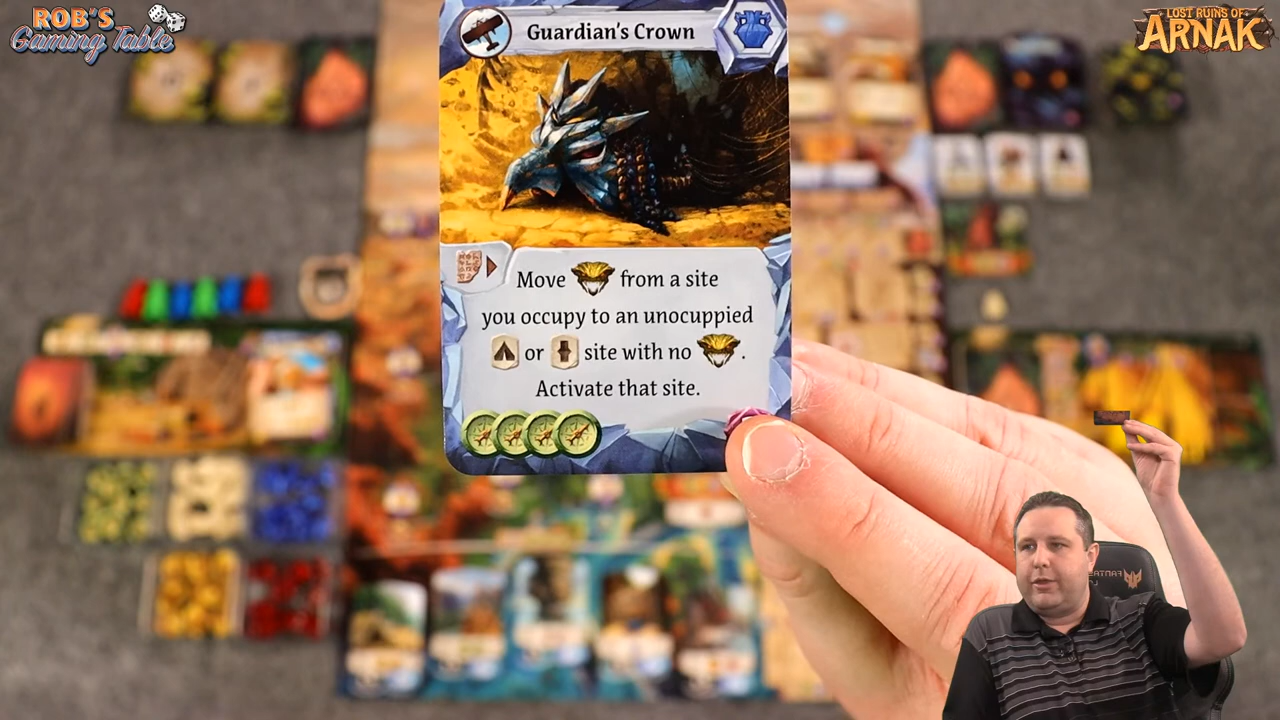 ROB'S
Gaming Table
LOST RUINS OF
ARNAK
Guardian's Crown
Move from a site
you occupy to an unocuppied
or site with no .
Activate that site.